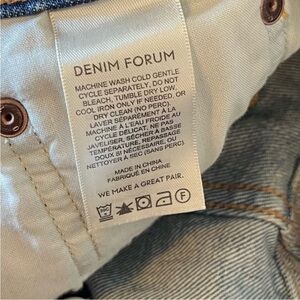 DENIM FORUM
MACHINE WASH COLD GENTLE
CYCLE SEPARATELY. DO NOT
BLEACH, TUMBLE DRY LOW,
COOL IRON ONLY IF NEEDED, OR
DRY CLEAN (NO PERC).
LAVER SÉPARÉMENT À LA
MACHINE À L'EAU FROIDE AU
CYCLE DÉLICAT. NE PAS
JAVELISER. SÉCHER À BASSE
TEMPÉRATURE, REPASSAGE
DOUX SI NÉCESSAIRE, OU
NETTOYER À SEC (SANS PERC).
MADE IN CHINA
FABRIQUÉ EN CHINE
WE MAKE A GREAT PAIR.
F